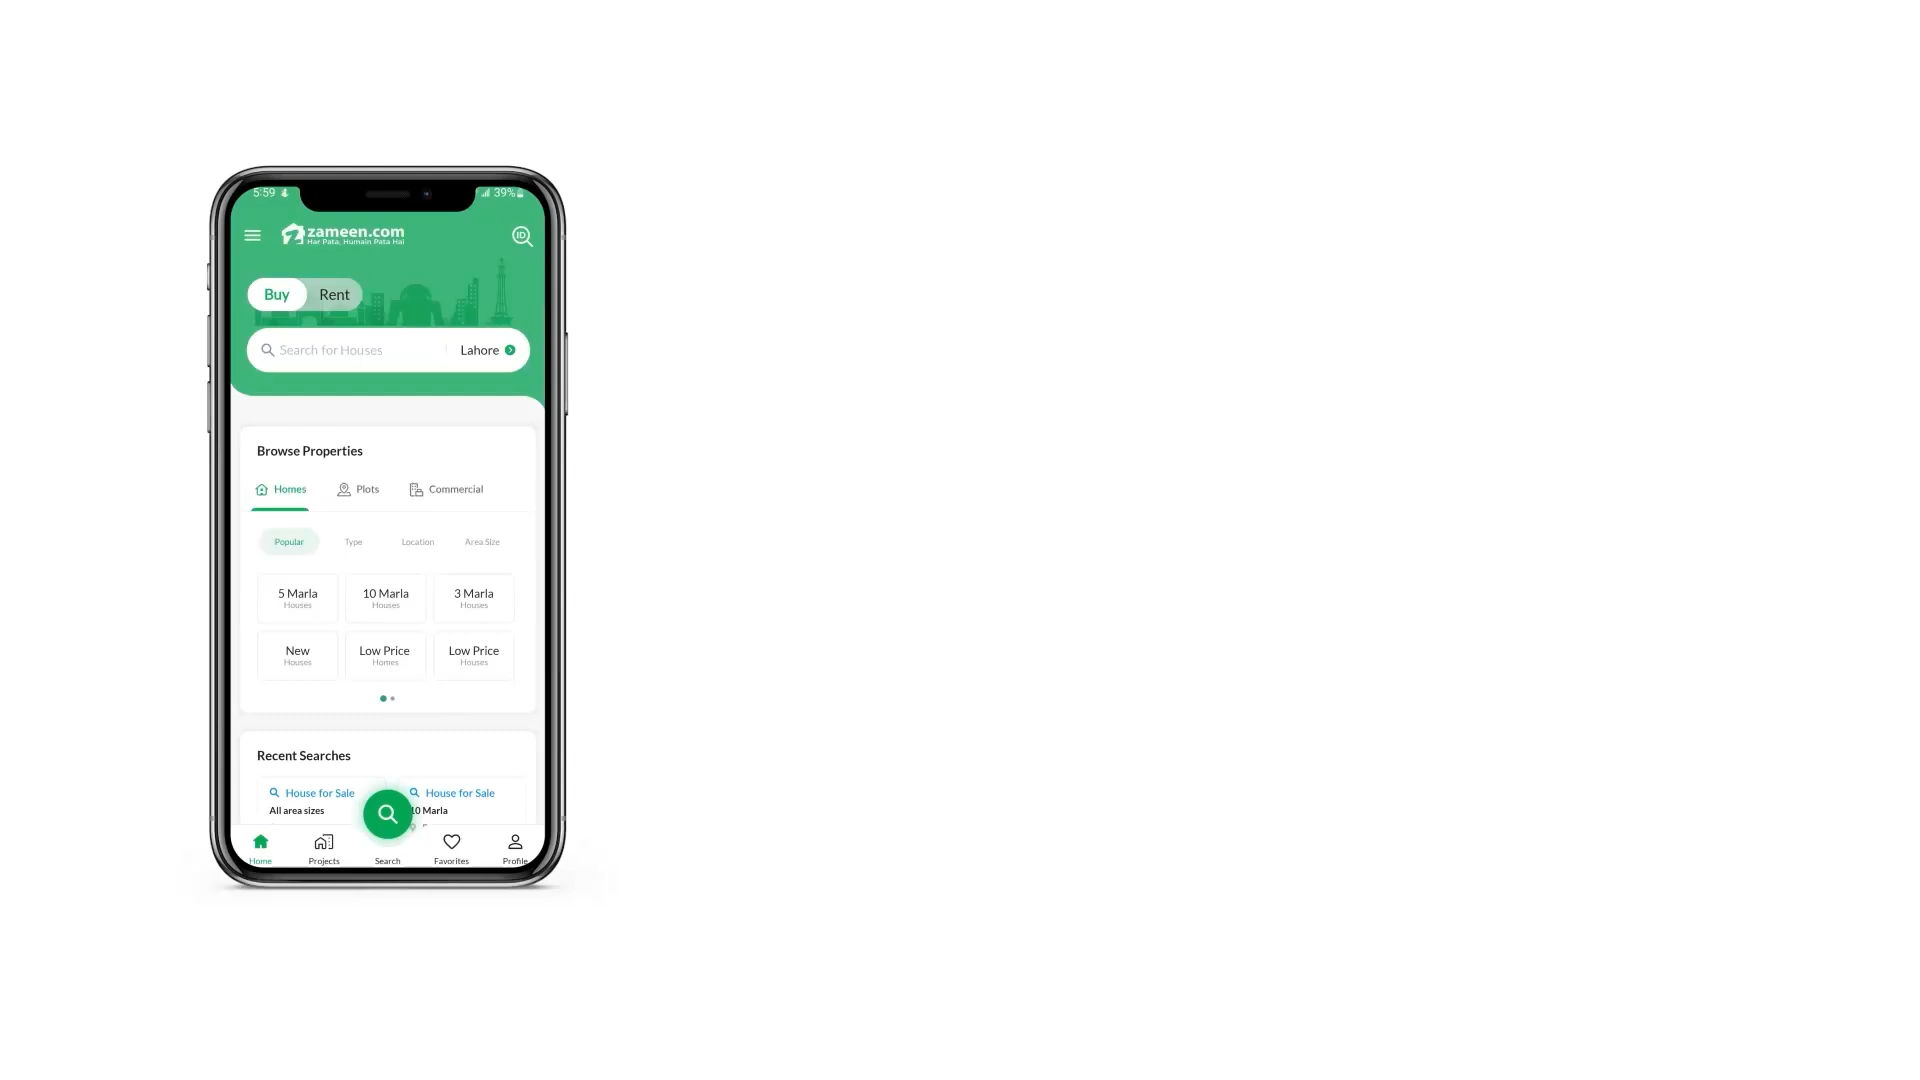 5:59 39%
zameen.com
Har Pata, Humain Pata Hai
ID
Buy Rent
Search for Houses Lahore
Browse Properties
Homes Plots Commercial
Popular Type Location Area Size
5 Marla 10 Marla 3 Marla
Houses Houses Houses
New Low Price Low Price
Houses Homes Houses
Recent Searches
House for Sale House for Sale
All area sizes 10 Marla
Home Projects Search Favorites Profile